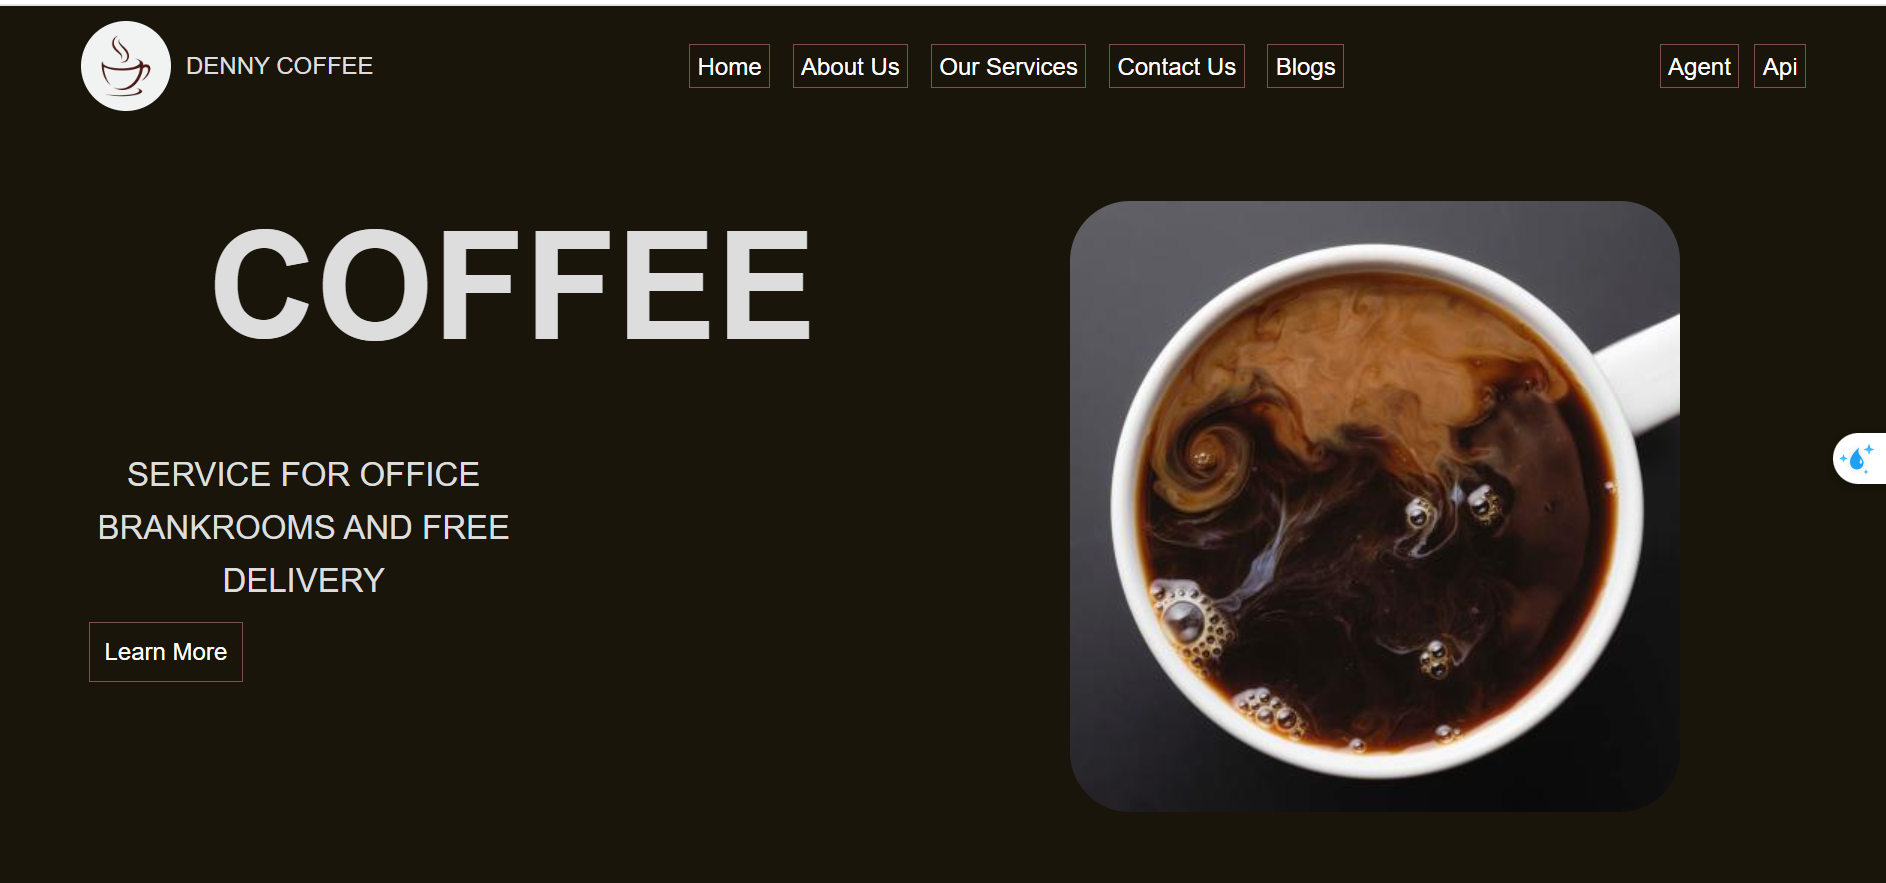 DENNY COFFEE
Home
About Us
Our Services
Contact Us
Blogs
Agent
Api
COFFEE
SERVICE FOR OFFICE
BRANKROOMS AND FREE
DELIVERY
Learn More